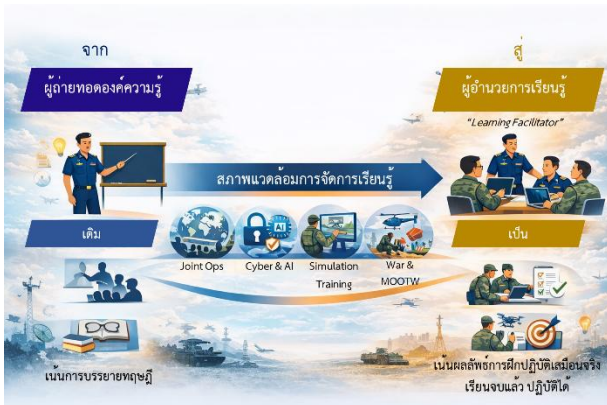 จาก
สู่
ผู้ถ่ายทอดองค์ความรู้
ผู้อำนวยการเรียนรู้
"Learning Facilitator"
สภาพแวดล้อมการจัดการเรียนรู้
เดิม
เป็น
AI
Joint Ops
Cyber & AI
Simulation
Training
War &
MOOTW
เน้นการบรรยายทฤษฎี
เน้นผลลัพธ์การฝึกปฏิบัติเสมือนจริง
เรียนจบแล้ว ปฏิบัติได้